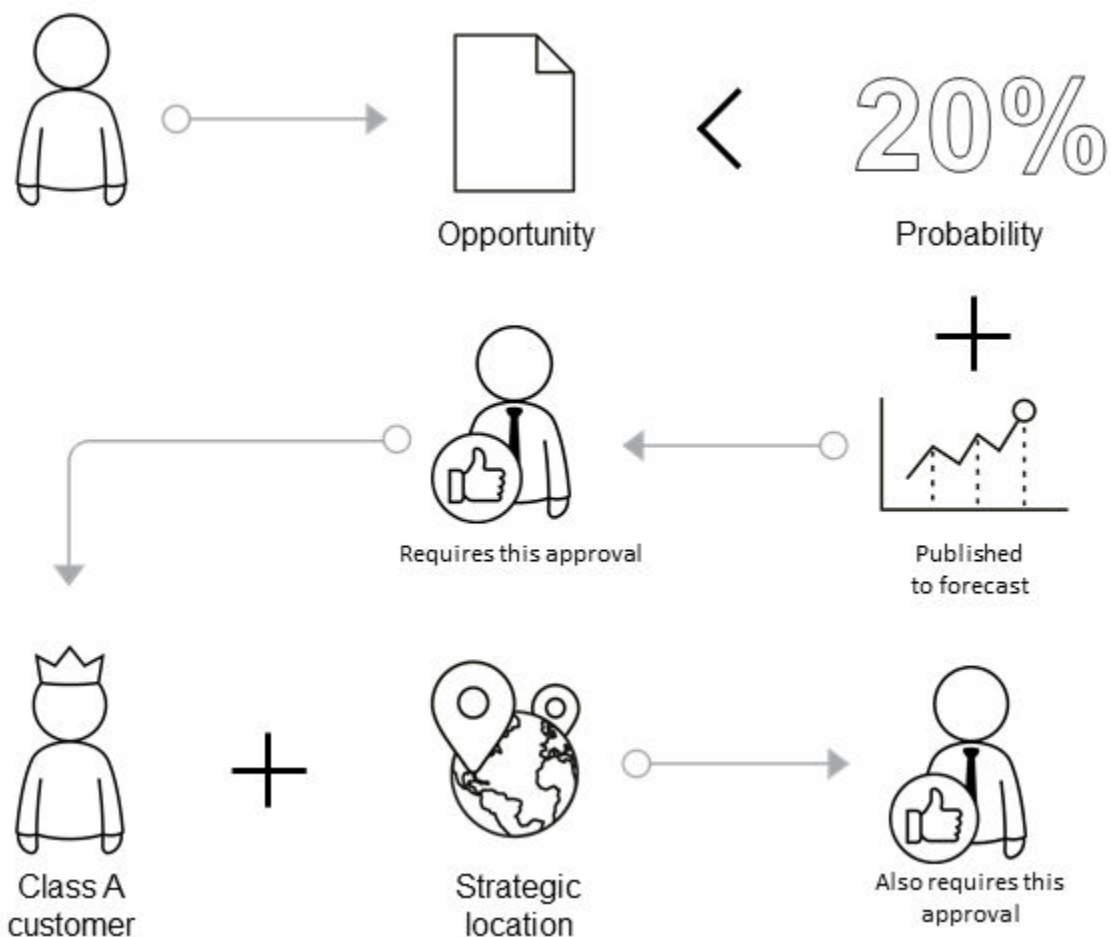 <
20%
Opportunity
Probability
+
Requires this approval
Published
to forecast
+
Class A
customer
Strategic
location
Also requires this
approval